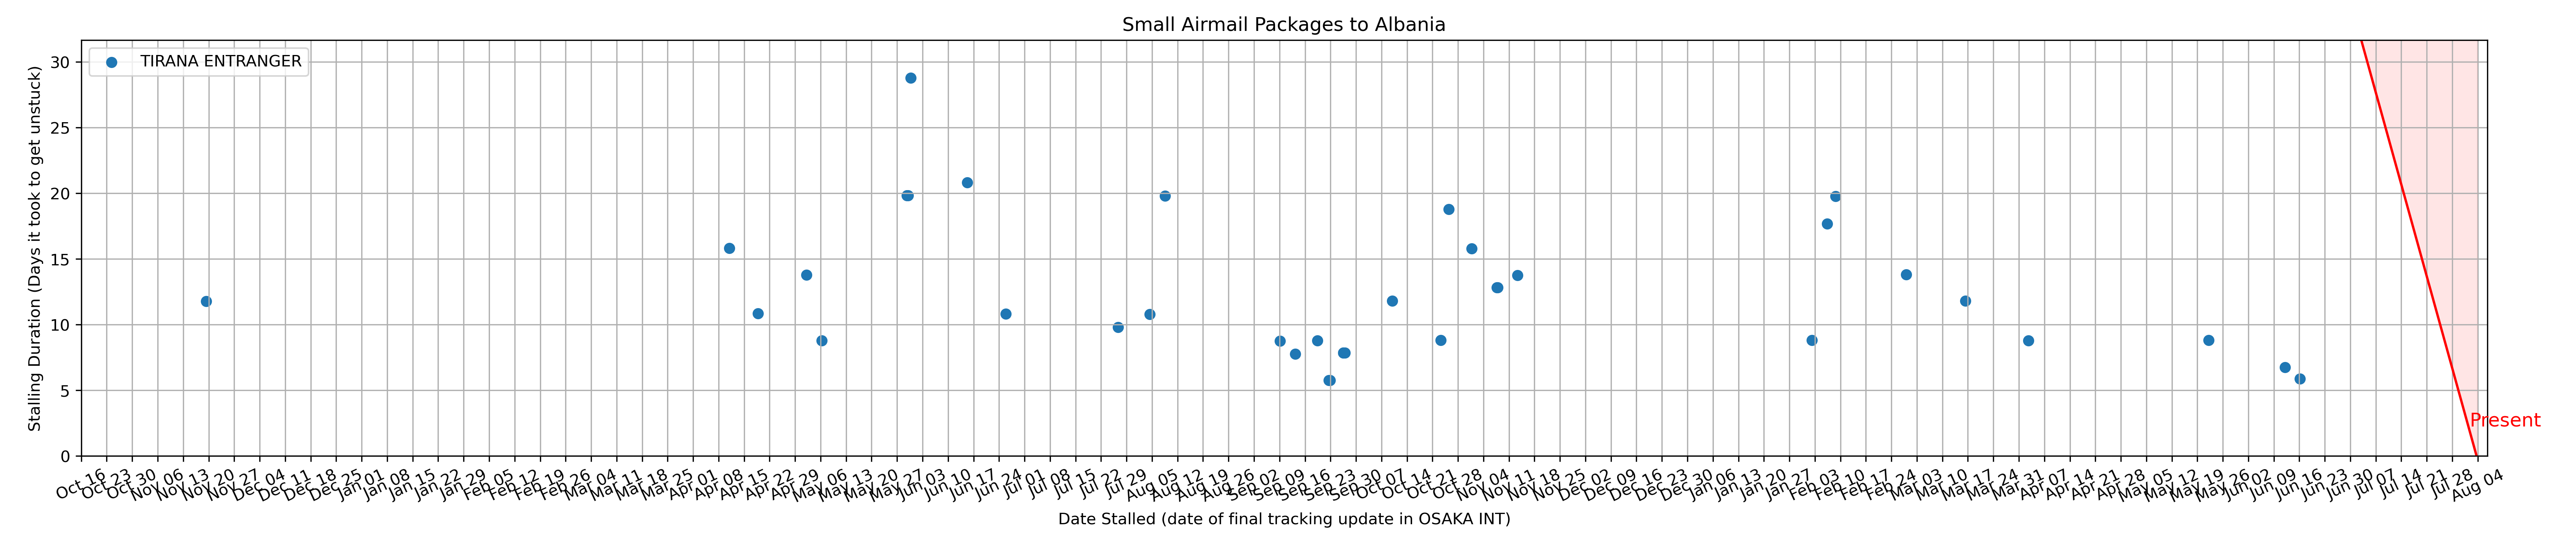 Small Airmail Packages to Albania
TIRANA ENTRANGER
Stalling Duration (Days it took to get unstuck)
30
25
20
15
10
5
0
Present
Oct 16 Oct 23 Oct 30 Nov 06 Nov 13 Nov 20 Nov 27 Dec 04 Dec 11 Dec 18 Dec 25 Jan 01 Jan 08 Jan 15 Jan 22 Jan 29 Feb 05 Feb 12 Feb 19 Feb 26 Mar 04 Mar 11 Mar 18 Mar 25 Apr 01 Apr 08 Apr 15 Apr 22 Apr 29 May 06 May 13 May 20 May 27 Jun 03 Jun 10 Jun 17 Jun 24 Jul 01 Jul 08 Jul 15 Jul 22 Jul 29 Aug 05 Aug 12 Aug 19 Aug 26 Sep 02 Sep 09 Sep 16 Sep 23 Sep 30 Oct 07 Oct 14 Oct 21 Oct 28 Nov 04 Nov 11 Nov 18 Nov 25 Dec 02 Dec 09 Dec 16 Dec 23 Dec 30 Jan 06 Jan 13 Jan 20 Jan 27 Feb 03 Feb 10 Feb 17 Feb 24 Mar 03 Mar 10 Mar 17 Mar 24 Mar 31 Apr 07 Apr 14 Apr 21 Apr 28 May 05 May 12 May 19 May 26 Jun 02 Jun 09 Jun 16 Jun 23 Jun 30 Jul 07 Jul 14 Jul 21 Jul 28 Aug 04
Date Stalled (date of final tracking update in OSAKA INT)